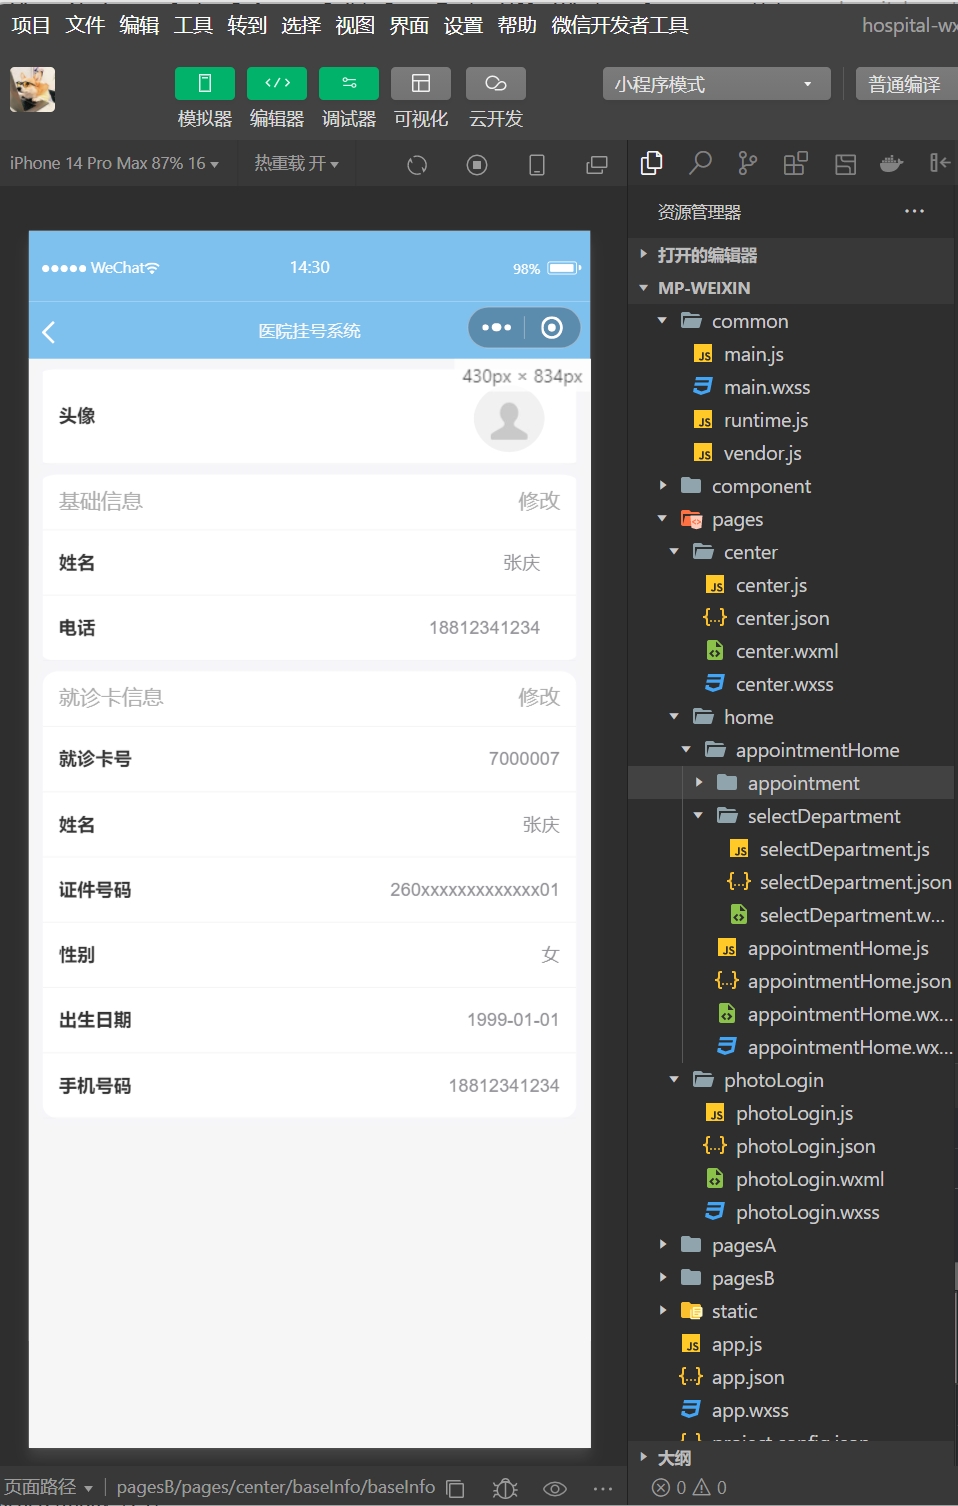 项目 文件 编辑 工具 转到 选择 视图 界面 设置 帮助 微信开发者工具 hospital-wx
小程序模式 普通编译
模拟器 编辑器 调试器 可视化 云开发
iPhone 14 Pro Max 87% 16 热重载 开
资源管理器
打开的编辑器
MP-WEIXIN
common
main.js
main.wxss
runtime.js
vendor.js
component
pages
center
center.js
center.json
center.wxml
center.wxss
home
appointmentHome
appointment
selectDepartment
selectDepartment.js
selectDepartment.json
selectDepartment.w...
appointmentHome.js
appointmentHome.json
appointmentHome.wx...
appointmentHome.wx...
photoLogin
photoLogin.js
photoLogin.json
photoLogin.wxml
photoLogin.wxss
pagesA
pagesB
static
app.js
app.json
app.wxss
project.config.json
大纲
0 0
WeChat 14:30 98%
医院挂号系统
430px × 834px
头像
基础信息 修改
姓名 张庆
电话 18812341234
就诊卡信息 修改
就诊卡号 7000007
姓名 张庆
证件号码 260xxxxxxxxxxxxx01
性别 女
出生日期 1999-01-01
手机号码 18812341234
页面路径 pagesB/pages/center/baseInfo/baseInfo